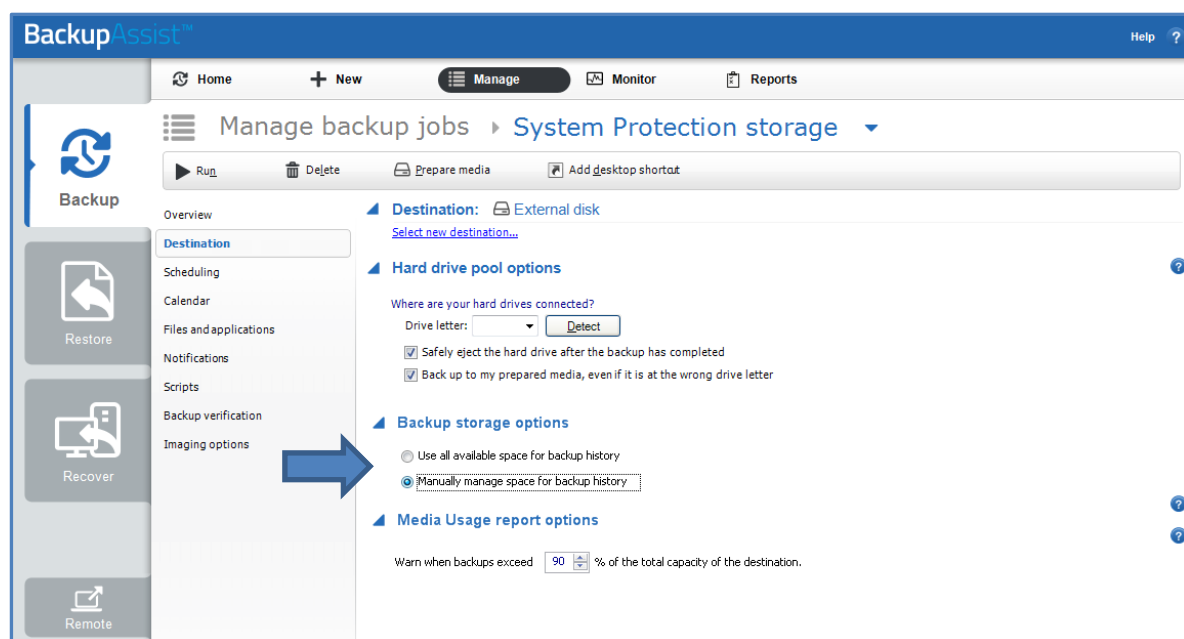 BackupAssist™
Help ?
Home New Manage Monitor Reports
Manage backup jobs System Protection storage
Run Delete Prepare media Add desktop shortcut
Backup
Restore
Recover
Remote
Overview
Destination
Scheduling
Calendar
Files and applications
Notifications
Scripts
Backup verification
Imaging options
Destination: External disk
Select new destination...
Hard drive pool options ?
Where are your hard drives connected?
Drive letter: Detect
Safely eject the hard drive after the backup has completed
Back up to my prepared media, even if it is at the wrong drive letter
Backup storage options
Use all available space for backup history
Manually manage space for backup history
?
Media Usage report options
?
Warn when backups exceed 90 % of the total capacity of the destination.